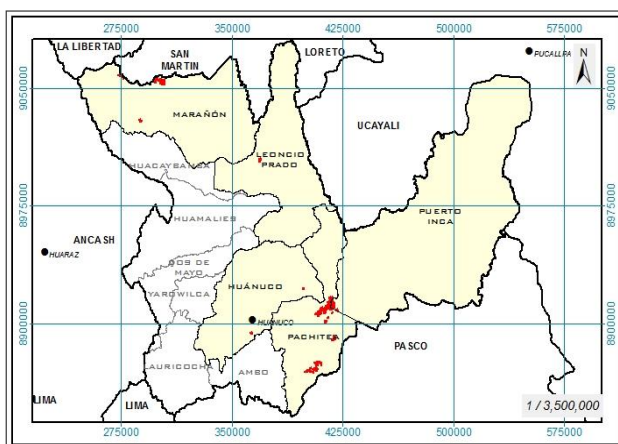 275000 350000 425000 500000 575000
LA LIBERTAD
SAN
MARTIN
LORETO
PUCALLPA
N
9050000
9050000
MARAÑÓN
UCAYALI
LEONCIO
PRADO
HUACAYBAMBA
8975000
8975000
HUAMALIES
PUERTO
INCA
ANCASH
HUARAZ
DOS DE
MAYO
HUÁNUCO
YAROWILCA
HUANUCO
8900000
8900000
PACHITEA
PASCO
LAURICOCHA
AMBO
LIMA
LIMA
1 / 3,500,000
275000 350000 425000 500000 575000